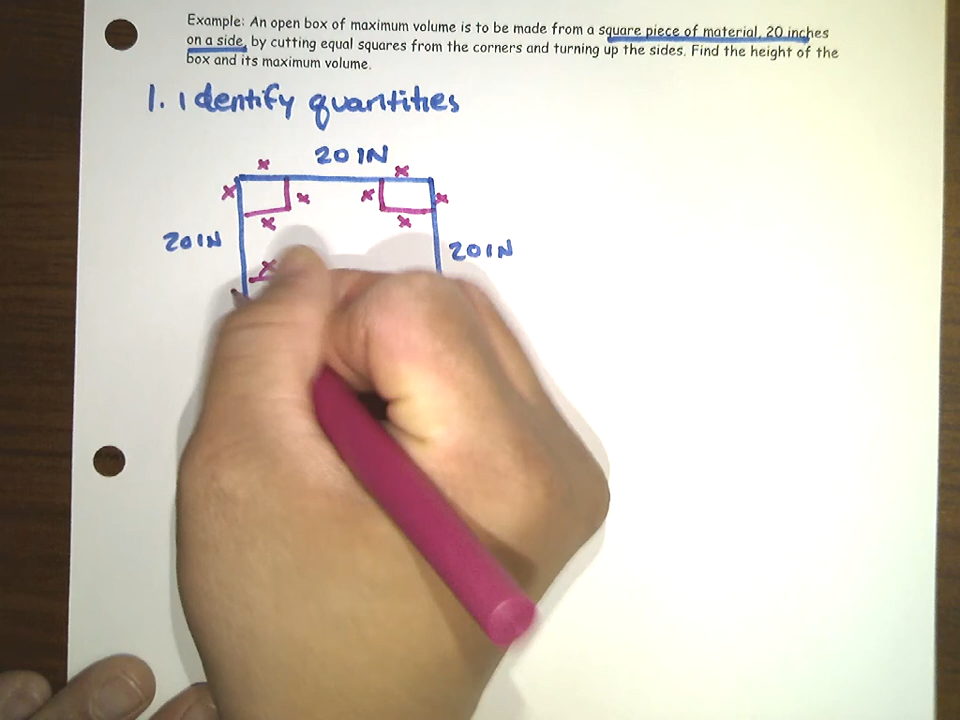 Example: An open box of maximum volume is to be made from a square piece of material, 20 inches
on a side, by cutting equal squares from the corners and turning up the sides. Find the height of the
box and its maximum volume.
1. Identify quantities
20 IN
x x
x x x x
x x
20 IN 20 IN
x